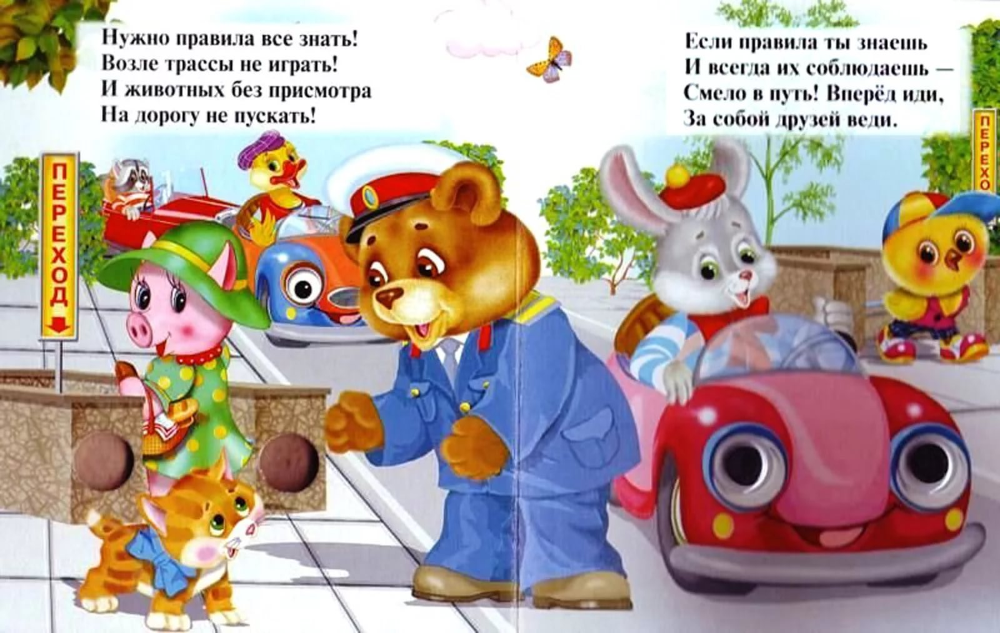 Нужно правила все знать!
Возле трассы не играть!
И животных без присмотра
На дорогу не пускать!
Если правила ты знаешь
И всегда их соблюдаешь —
Смело в путь! Вперёд иди,
За собой друзей веди.
ПЕРЕХОД
ПЕРЕХО